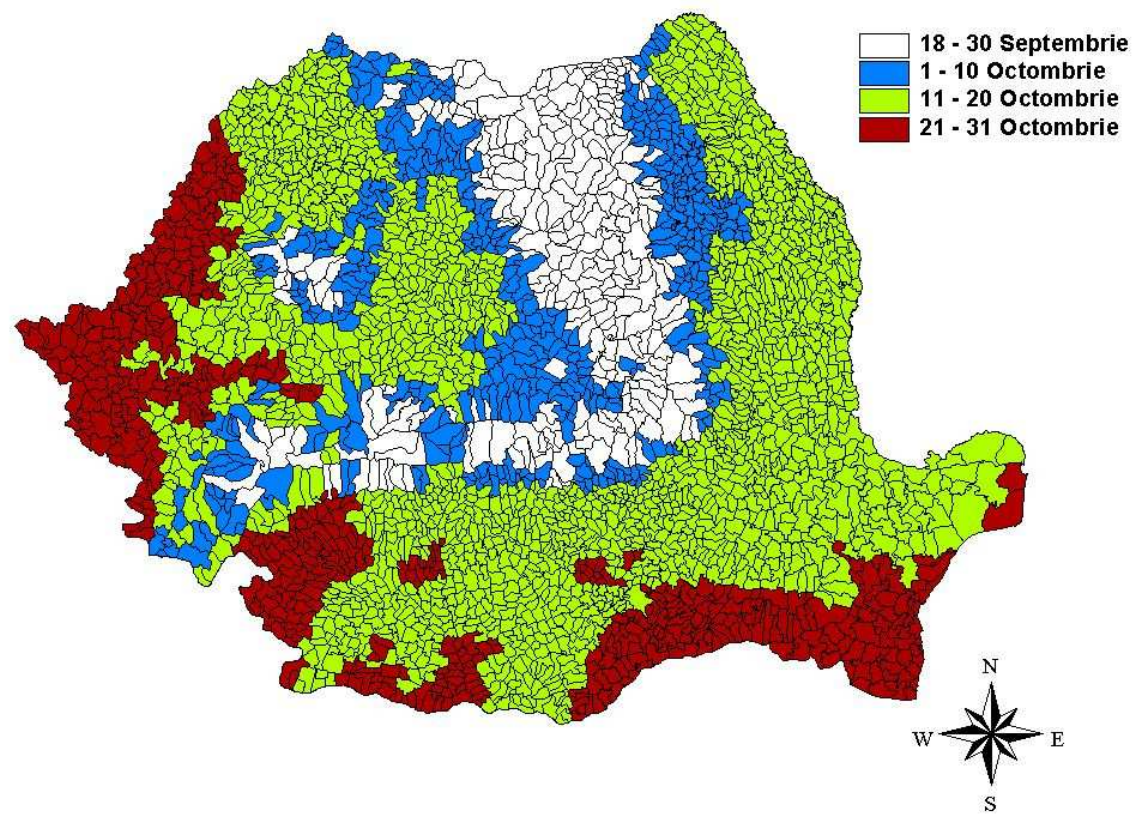 18 - 30 Septembrie
1 - 10 Octombrie
11 - 20 Octombrie
21 - 31 Octombrie
N
W
E
S